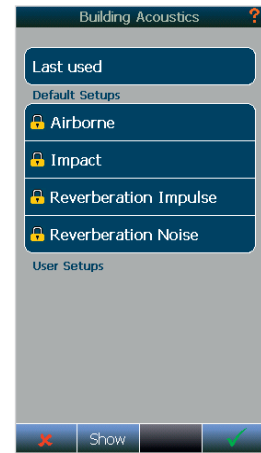 Building Acoustics ?
Last used
Default Setups
Airborne
Impact
Reverberation Impulse
Reverberation Noise
User Setups
Show